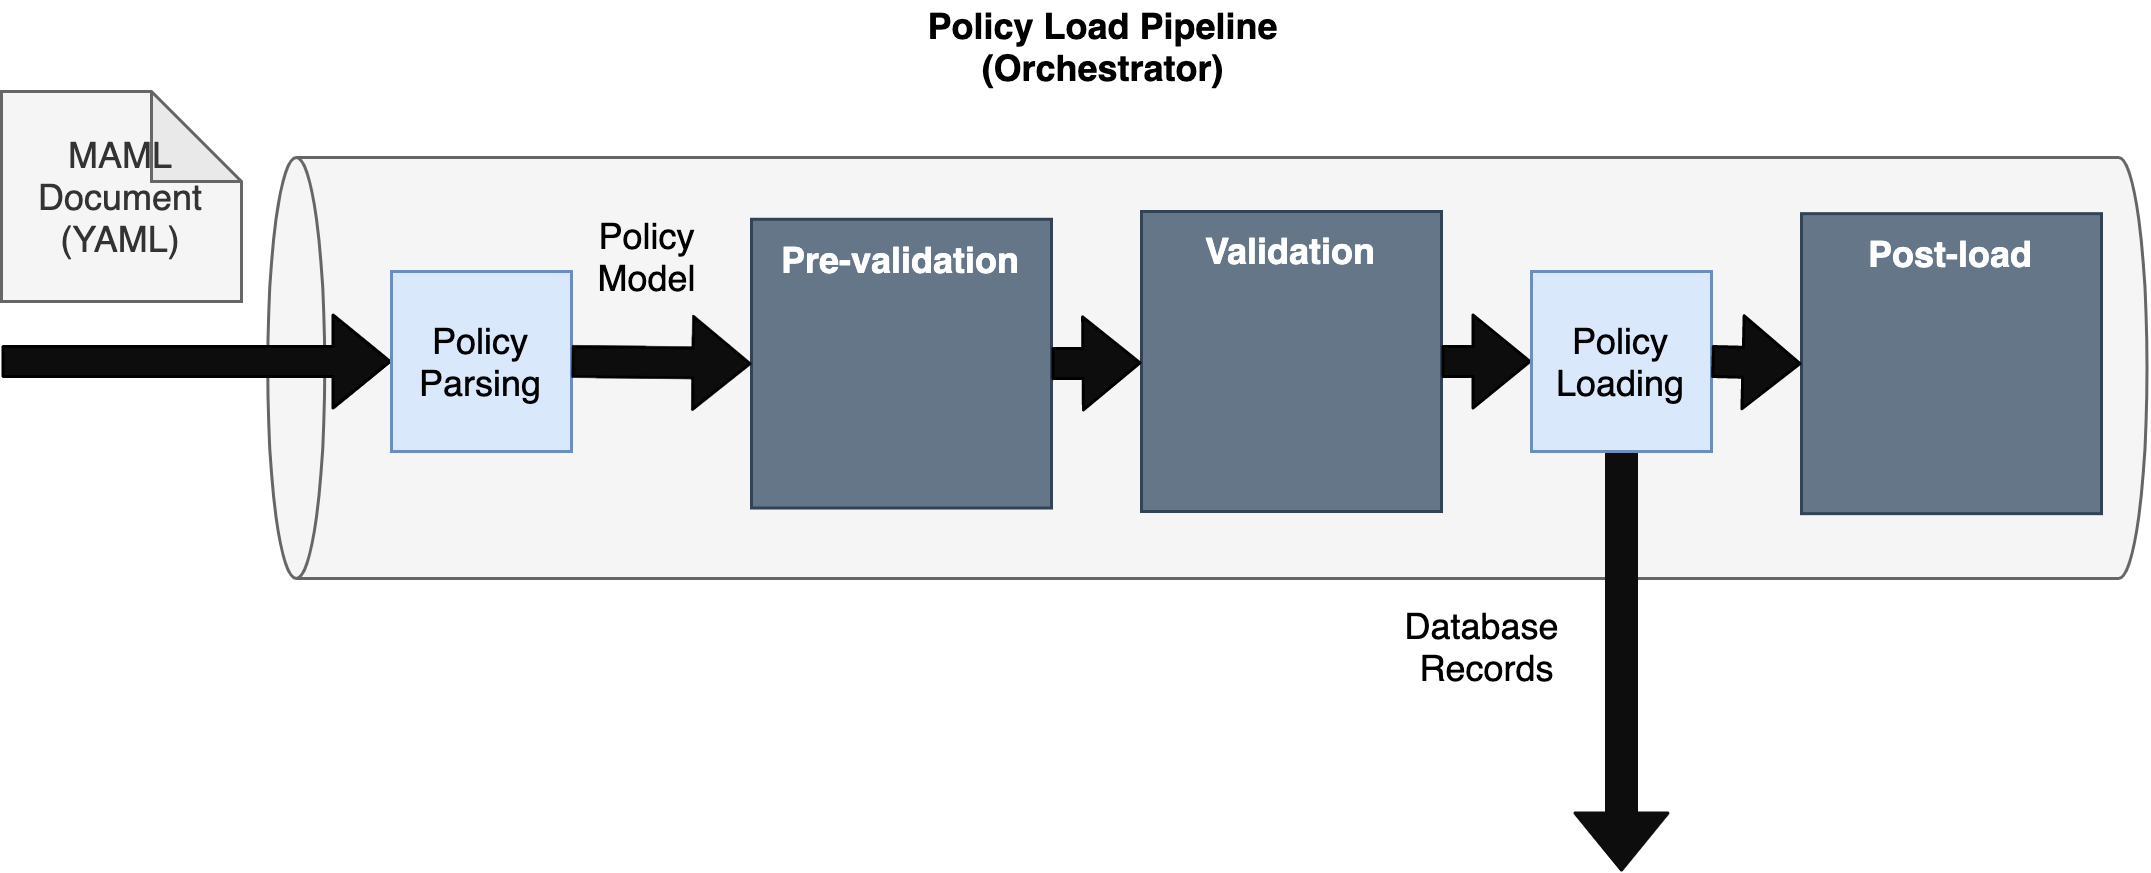 Policy Load Pipeline
(Orchestrator)
MAML
Document
(YAML)
Policy
Parsing
Policy
Model
Pre-validation
Validation
Policy
Loading
Post-load
Database
Records